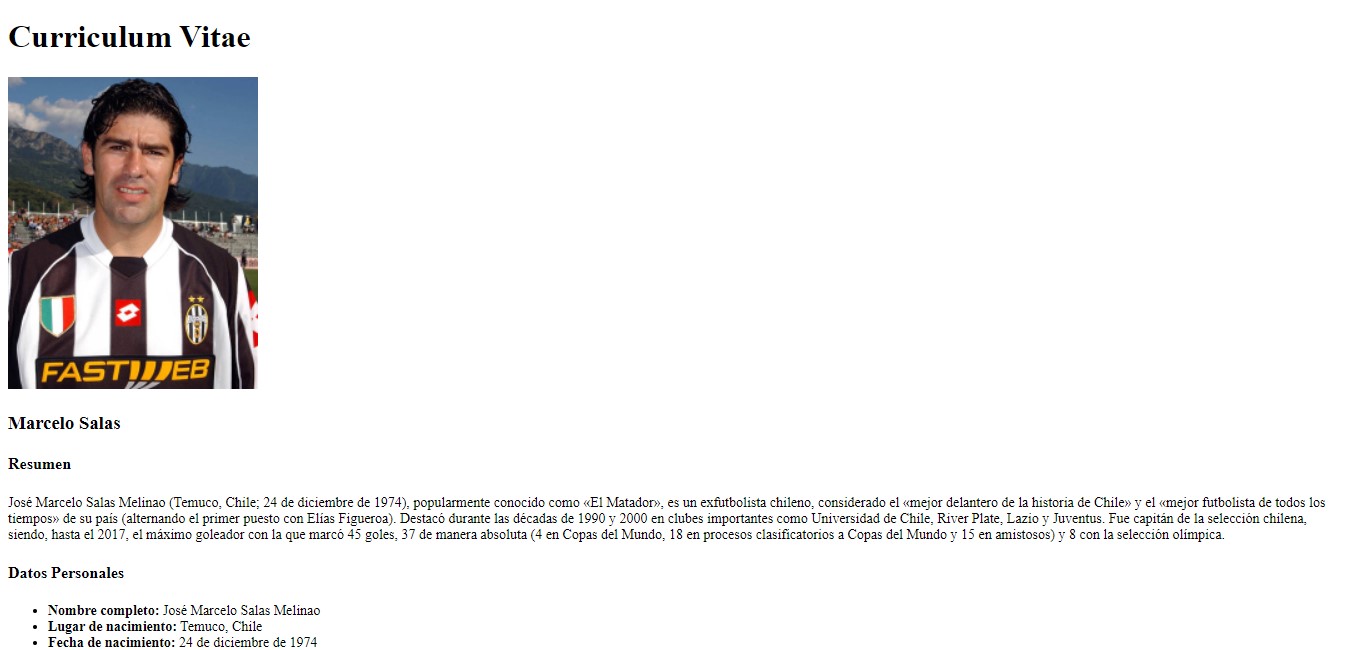 Curriculum Vitae
FASTWEB
Marcelo Salas
Resumen
José Marcelo Salas Melinao (Temuco, Chile; 24 de diciembre de 1974), popularmente conocido como «El Matador», es un exfutbolista chileno, considerado el «mejor delantero de la historia de Chile» y el «mejor futbolista de todos los
tiempos» de su país (alternando el primer puesto con Elías Figueroa). Destacó durante las décadas de 1990 y 2000 en clubes importantes como Universidad de Chile, River Plate, Lazio y Juventus. Fue capitán de la selección chilena,
siendo, hasta el 2017, el máximo goleador con la que marcó 45 goles, 37 de manera absoluta (4 en Copas del Mundo, 18 en procesos clasificatorios a Copas del Mundo y 15 en amistosos) y 8 con la selección olímpica.
Datos Personales
• Nombre completo: José Marcelo Salas Melinao
• Lugar de nacimiento: Temuco, Chile
• Fecha de nacimiento: 24 de diciembre de 1974